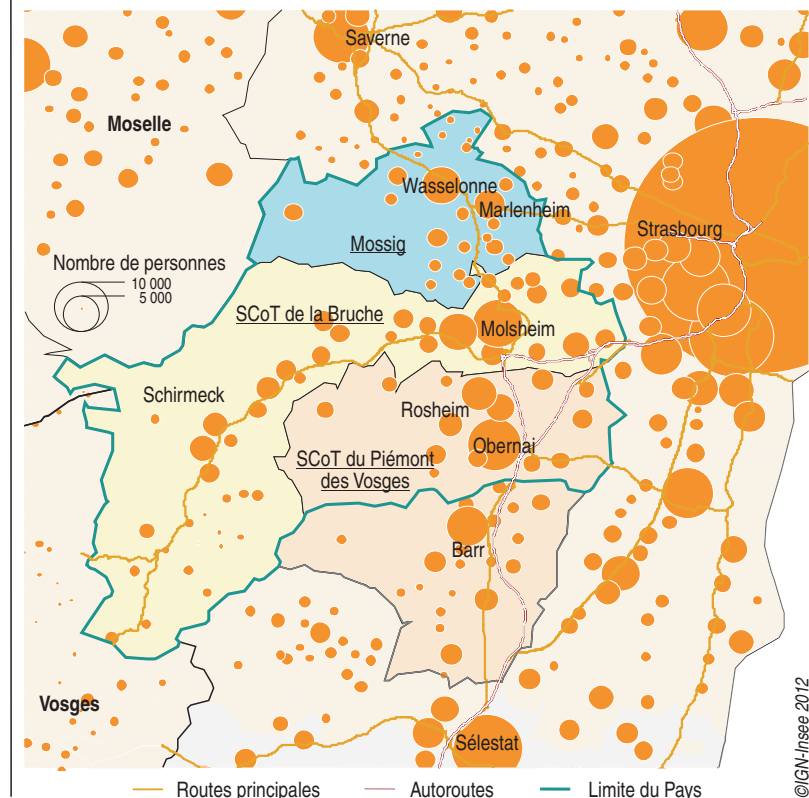 Saverne
Moselle
Wasselonne
Marlenheim
Strasbourg
Mossig
Nombre de personnes
10 000
5 000
SCoT de la Bruche
Molsheim
Schirmeck
Rosheim
Obernai
SCoT du Piémont
des Vosges
Barr
Vosges
Sélestat
©IGN-Insee 2012
Routes principales
Autoroutes
Limite du Pays